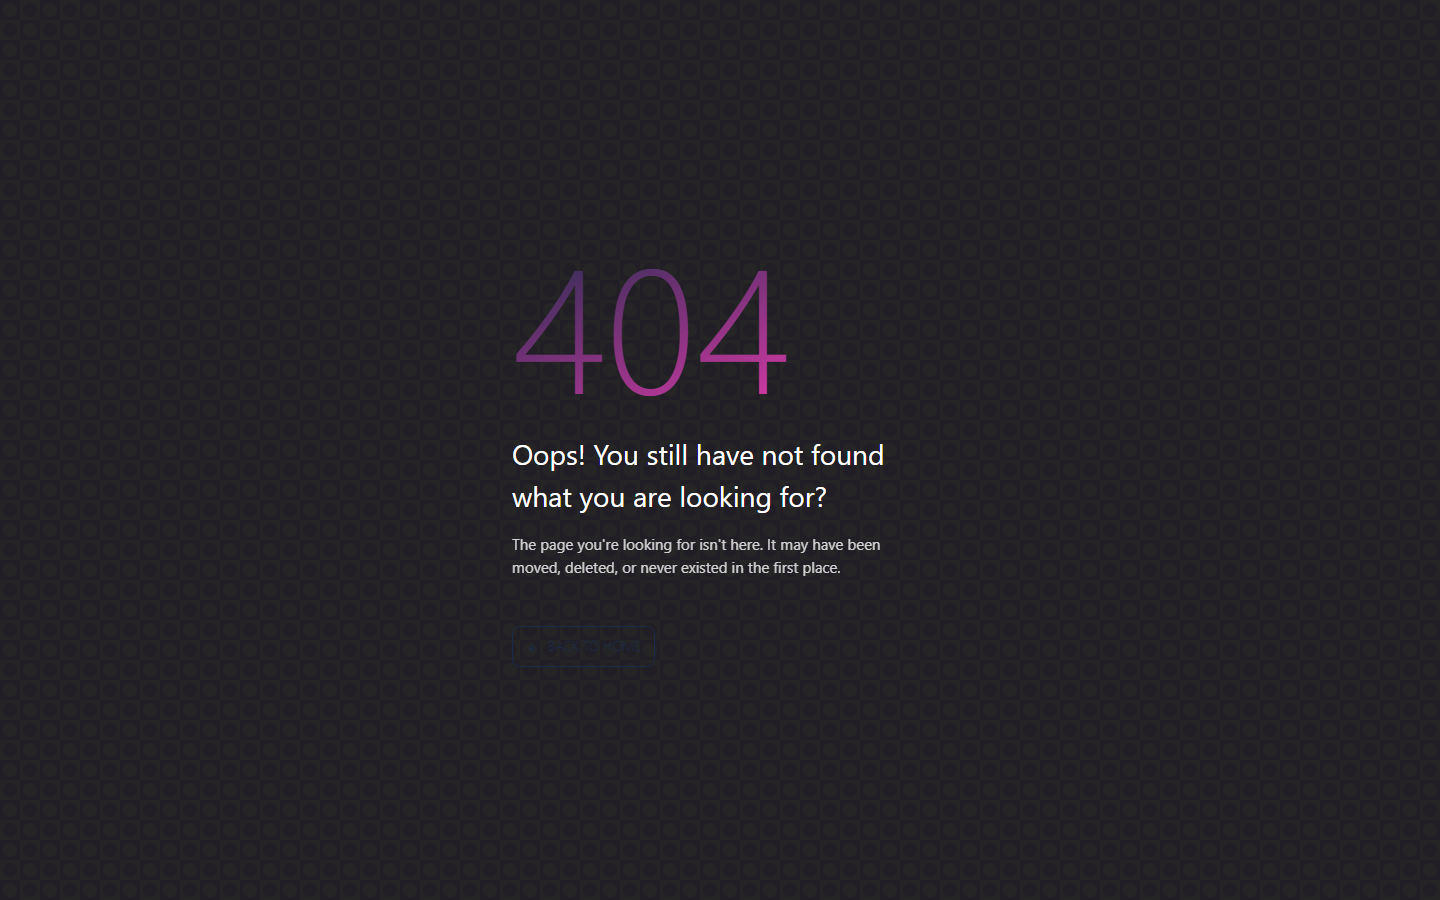 404
Oops! You still have not found
what you are looking for?
The page you're looking for isn't here. It may have been
moved, deleted, or never existed in the first place.